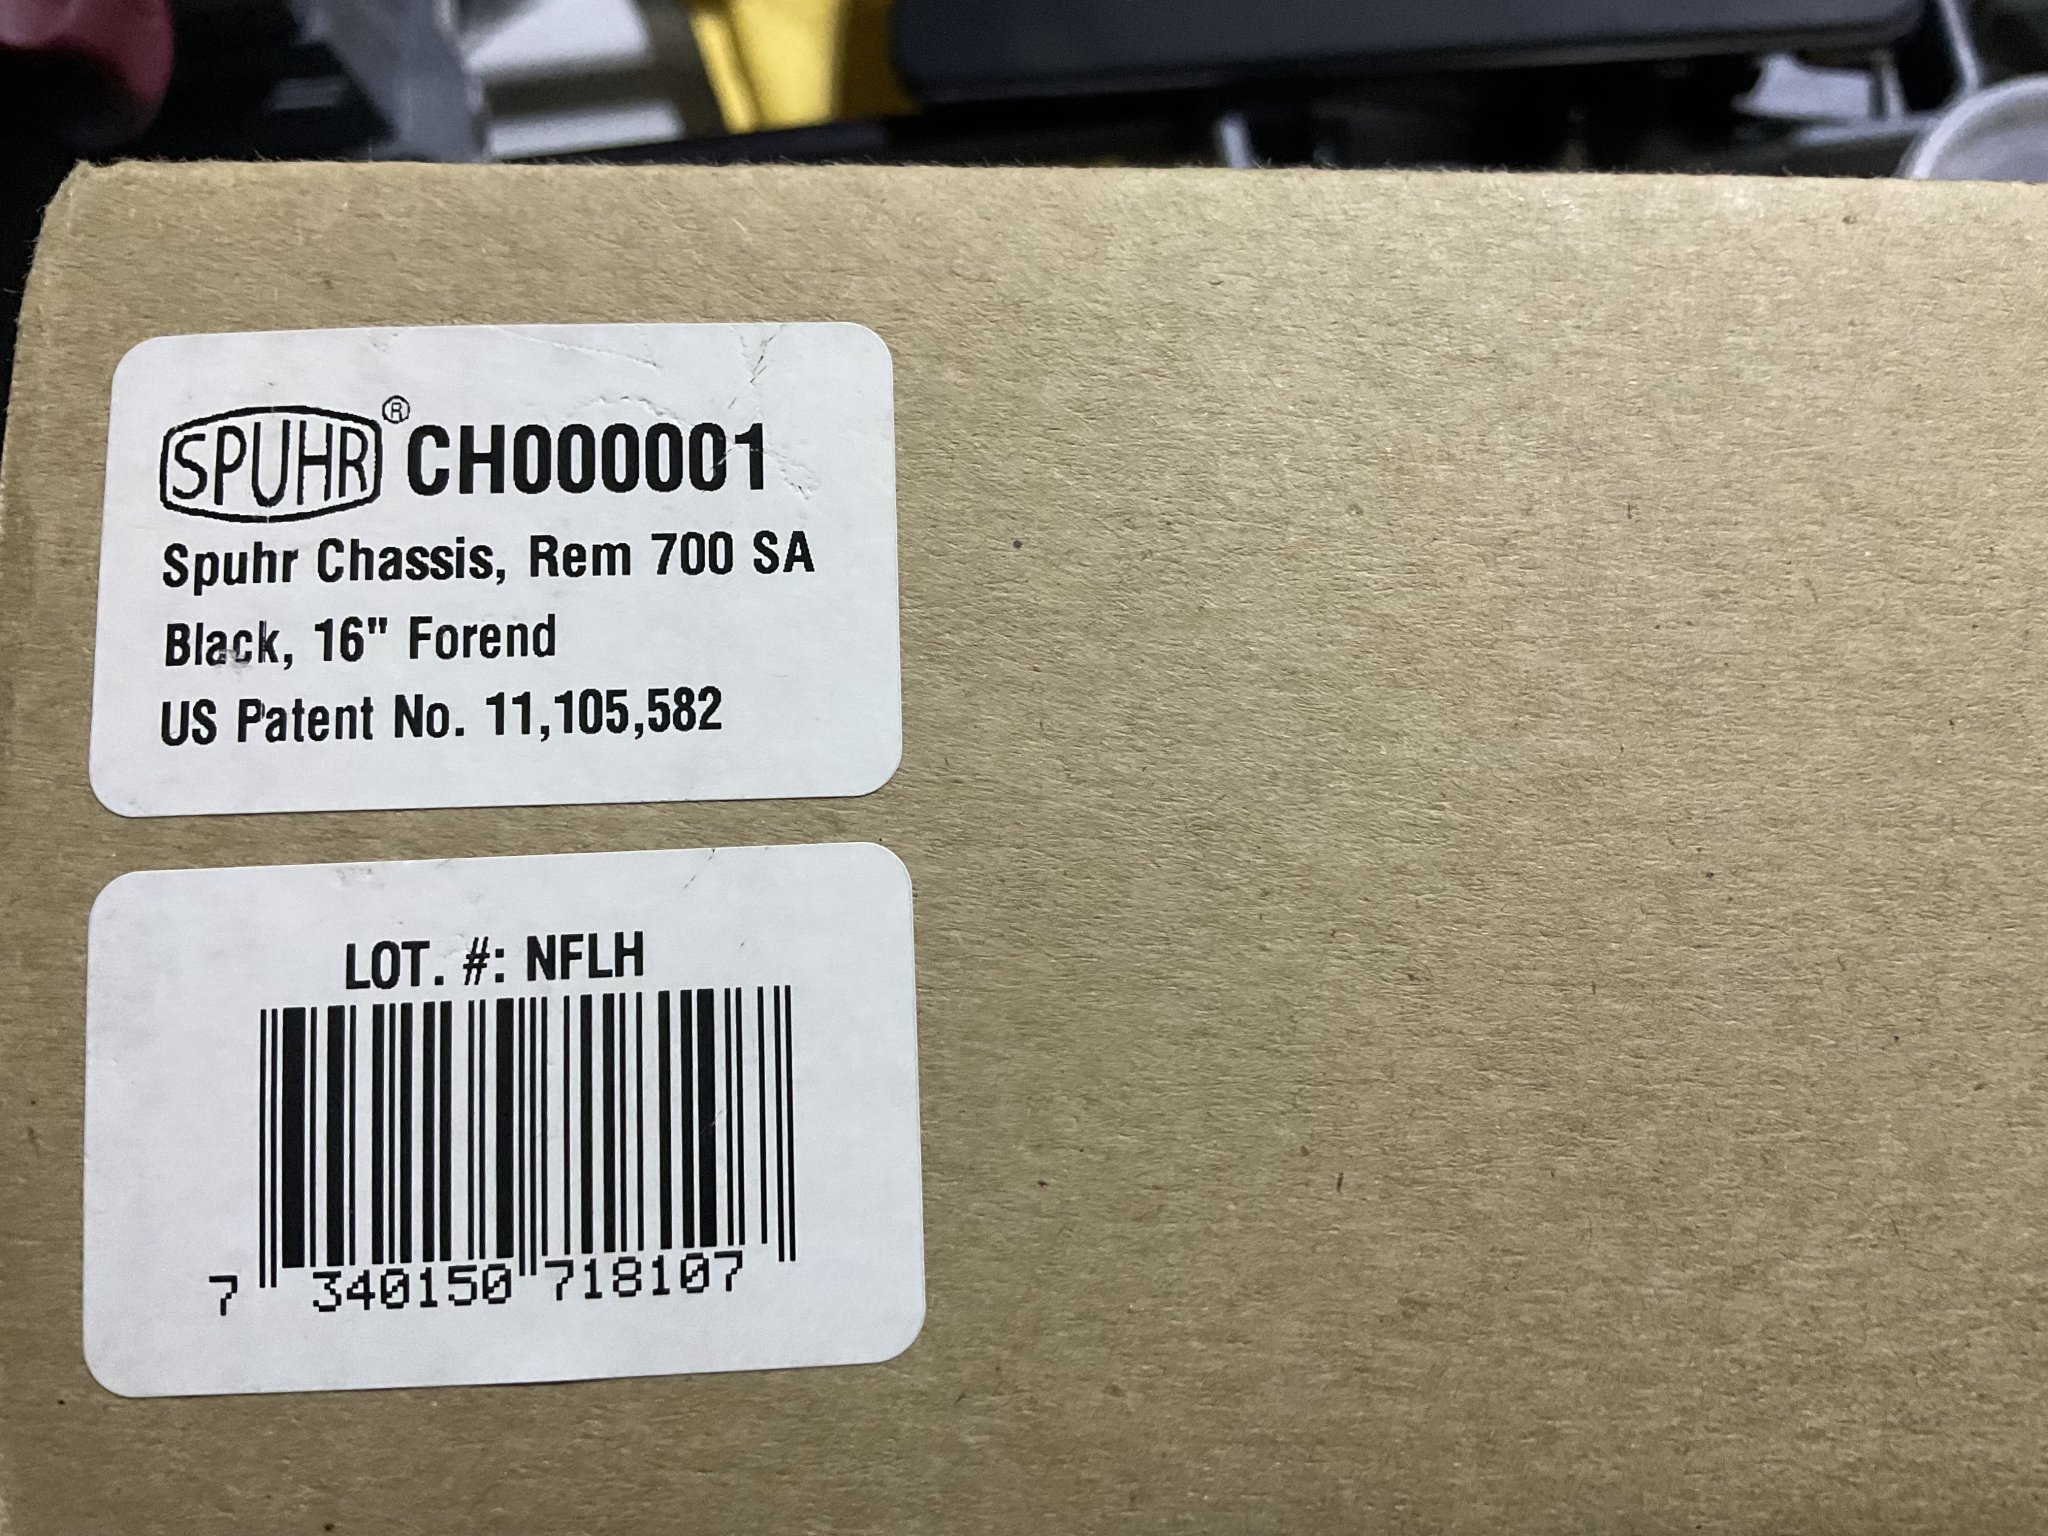 SPUHR® CH000001
Spuhr Chassis, Rem 700 SA
Black, 16" Forend
US Patent No. 11,105,582
LOT. #: NFLH
7 340150 718107